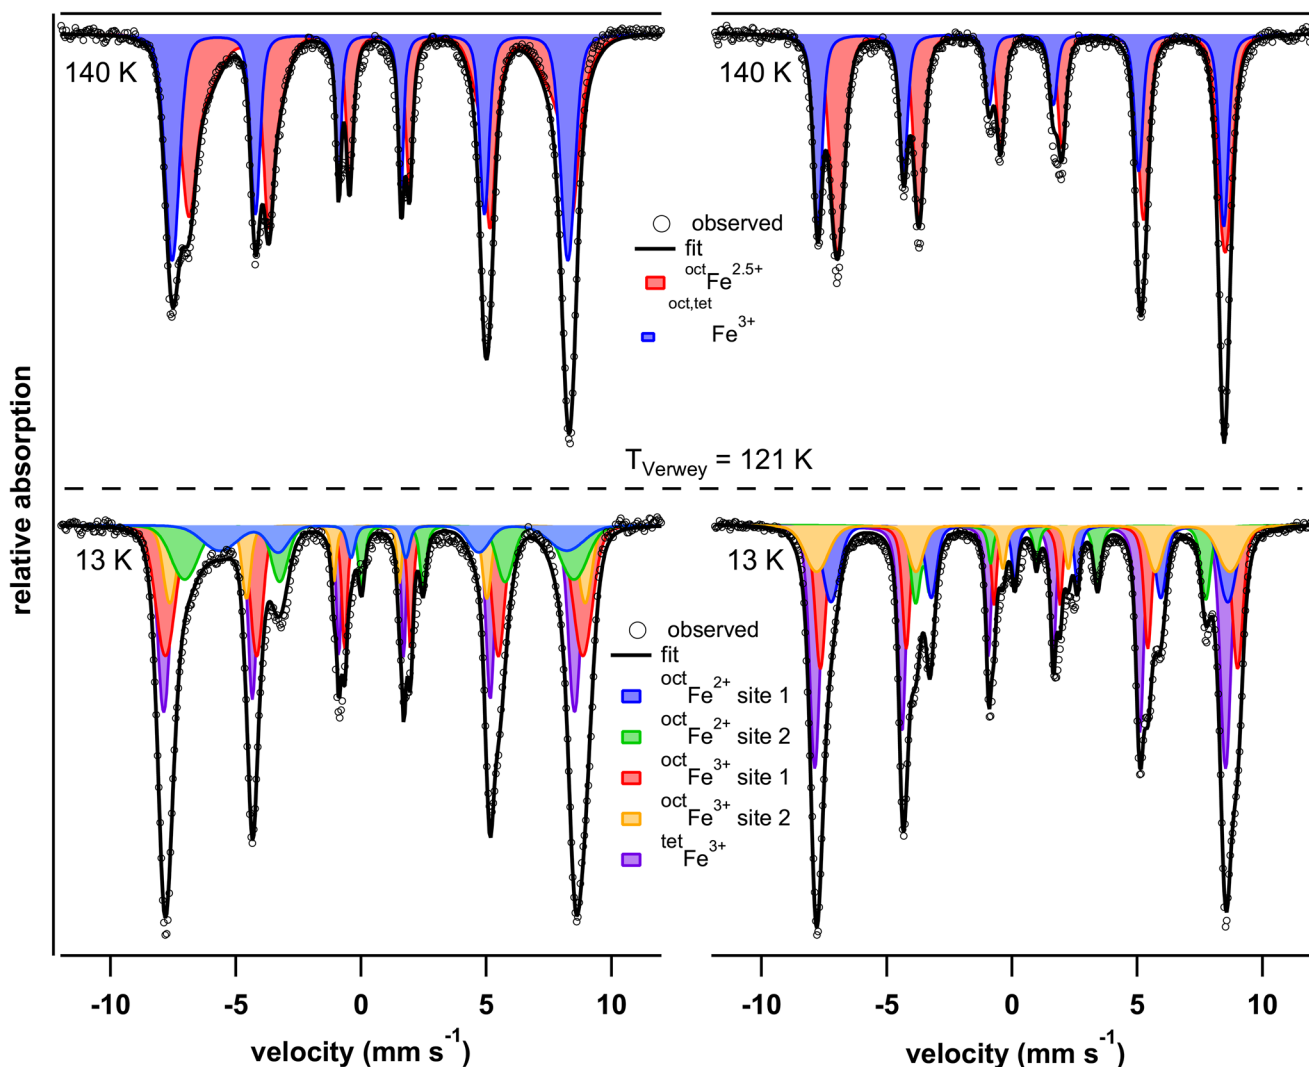 140 K
140 K
observed
fit
octFe2.5+
oct,tet
Fe3+
relative absorption
TVerwey = 121 K
13 K
13 K
observed
fit
octFe2+ site 1
octFe2+ site 2
octFe3+ site 1
octFe3+ site 2
tetFe3+
-10 -5 0 5 10
-10 -5 0 5 10
velocity (mm s-1)
velocity (mm s-1)